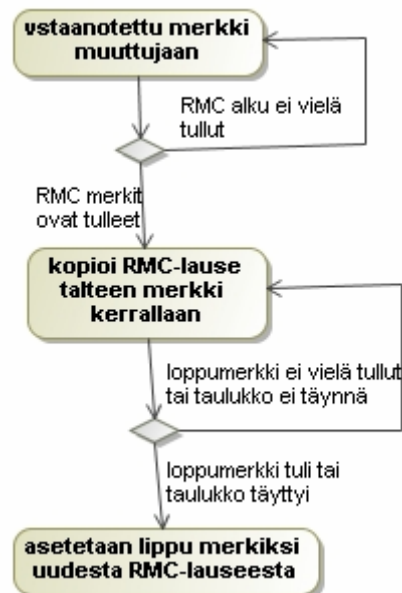 vstaanotettu merkki
muuttujaan
RMC alku ei vielä
tullut
RMC merkit
ovat tulleet
kopioi RMC-lause
talteen merkki
kerrallaan
loppumerkki ei vielä tullut
tai taulukko ei täynnä
loppumerkki tuli tai
taulukko täyttyi
asetetaan lippu merkiksi
uudesta RMC-lauseesta